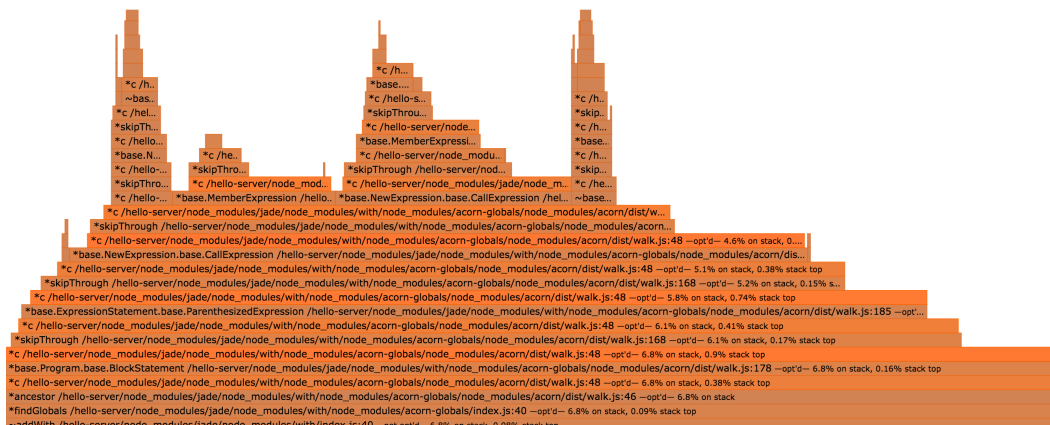 *c /h...
*c /h..
*base....
~bas...
*c /hello-s...
*c /h..
*c /hel...
*skipThrou...
*skip..
*skipTh...
*c /hello-server/node...
*c /h...
*c /hello...
*base.MemberExpressi...
*base...
*base.N...
*c /he..
*c /hello-server/node_modu..
*c /h...
*c /hello-...
*skipThro...
*skipThrough /hello-server/nod...
*skip...
*skipThro...
*c /hello-server/node_mod...
*c /hello-server/node_modules/jade/node_m...
*c /he...
*c /hello-...
*base.MemberExpression /hello..
*base.NewExpression.base.CallExpression /hel...
~base...
*c /hello-server/node_modules/jade/node_modules/with/node_modules/acorn-globals/node_modules/acorn/dist/w...
*skipThrough /hello-server/node_modules/jade/node_modules/with/node_modules/acorn-globals/node_modules/acorn...
*c /hello-server/node_modules/jade/node_modules/with/node_modules/acorn-globals/node_modules/acorn/dist/walk.js:48 —opt'd— 4.6% on stack, 0....
*base.NewExpression.base.CallExpression /hello-server/node_modules/jade/node_modules/with/node_modules/acorn-globals/node_modules/acorn/dis...
*c /hello-server/node_modules/jade/node_modules/with/node_modules/acorn-globals/node_modules/acorn/dist/walk.js:48 —opt'd— 5.1% on stack, 0.38% stack top
*skipThrough /hello-server/node_modules/jade/node_modules/with/node_modules/acorn-globals/node_modules/acorn/dist/walk.js:168 —opt'd— 5.2% on stack, 0.15% s...
*c /hello-server/node_modules/jade/node_modules/with/node_modules/acorn-globals/node_modules/acorn/dist/walk.js:48 —opt'd— 5.8% on stack, 0.74% stack top
*base.ExpressionStatement.base.ParenthesizedExpression /hello-server/node_modules/jade/node_modules/with/node_modules/acorn-globals/node_modules/acorn/dist/walk.js:185 —opt'...
*c /hello-server/node_modules/jade/node_modules/with/node_modules/acorn-globals/node_modules/acorn/dist/walk.js:48 —opt'd— 6.1% on stack, 0.41% stack top
*skipThrough /hello-server/node_modules/jade/node_modules/with/node_modules/acorn-globals/node_modules/acorn/dist/walk.js:168 —opt'd— 6.1% on stack, 0.17% stack top
*c /hello-server/node_modules/jade/node_modules/with/node_modules/acorn-globals/node_modules/acorn/dist/walk.js:48 —opt'd— 6.8% on stack, 0.9% stack top
*base.Program.base.BlockStatement /hello-server/node_modules/jade/node_modules/with/node_modules/acorn-globals/node_modules/acorn/dist/walk.js:178 —opt'd— 6.8% on stack, 0.16% stack top
*c /hello-server/node_modules/jade/node_modules/with/node_modules/acorn-globals/node_modules/acorn/dist/walk.js:48 —opt'd— 6.8% on stack, 0.38% stack top
*ancestor /hello-server/node_modules/jade/node_modules/with/node_modules/acorn-globals/node_modules/acorn/dist/walk.js:46 —opt'd— 6.8% on stack
*findGlobals /hello-server/node_modules/jade/node_modules/with/node_modules/acorn-globals/index.js:40 —opt'd— 6.8% on stack, 0.09% stack top
~addWith /hello-server/node_modules/jade/node_modules/with/index.js:40